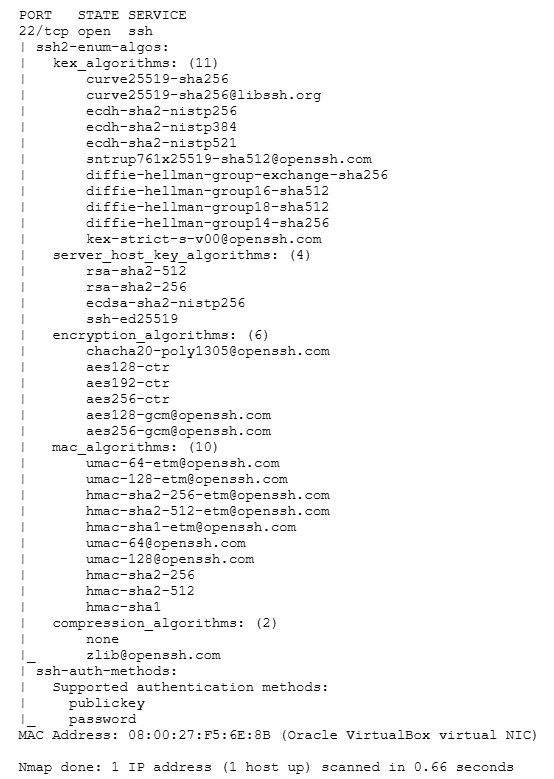 PORT   STATE SERVICE
22/tcp open  ssh
| ssh2-enum-algos:
|   kex_algorithms: (11)
|       curve25519-sha256
|       curve25519-sha256@libssh.org
|       ecdh-sha2-nistp256
|       ecdh-sha2-nistp384
|       ecdh-sha2-nistp521
|       sntrup761x25519-sha512@openssh.com
|       diffie-hellman-group-exchange-sha256
|       diffie-hellman-group16-sha512
|       diffie-hellman-group18-sha512
|       diffie-hellman-group14-sha256
|       kex-strict-s-v00@openssh.com
|   server_host_key_algorithms: (4)
|       rsa-sha2-512
|       rsa-sha2-256
|       ecdsa-sha2-nistp256
|       ssh-ed25519
|   encryption_algorithms: (6)
|       chacha20-poly1305@openssh.com
|       aes128-ctr
|       aes192-ctr
|       aes256-ctr
|       aes128-gcm@openssh.com
|       aes256-gcm@openssh.com
|   mac_algorithms: (10)
|       umac-64-etm@openssh.com
|       umac-128-etm@openssh.com
|       hmac-sha2-256-etm@openssh.com
|       hmac-sha2-512-etm@openssh.com
|       hmac-sha1-etm@openssh.com
|       umac-64@openssh.com
|       umac-128@openssh.com
|       hmac-sha2-256
|       hmac-sha2-512
|       hmac-sha1
|   compression_algorithms: (2)
|       none
|_      zlib@openssh.com
| ssh-auth-methods:
|   Supported authentication methods:
|     publickey
|_    password
MAC Address: 08:00:27:F5:6E:8B (Oracle VirtualBox virtual NIC)
Nmap done: 1 IP address (1 host up) scanned in 0.66 seconds